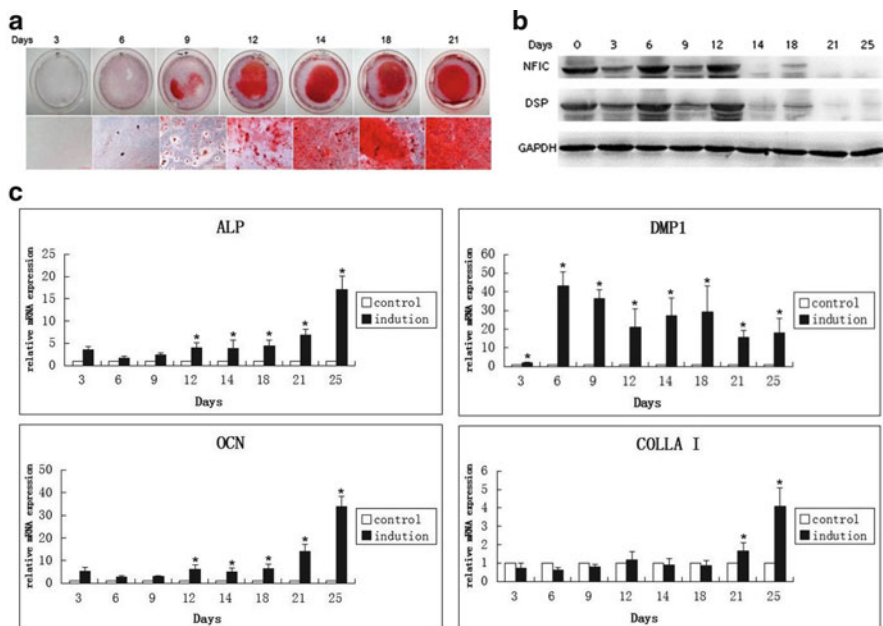 a
Days 3 6 9 12 14 18 21
b
Days 0 3 6 9 12 14 18 21 25
NFIC
DSP
GAPDH
c
ALP
relative mRNA expression
25
20
15
10
5
0
3 6 9 12 14 18 21 25
Days
* * * * *
control
indution
DMP1
relative mRNA expression
60
50
40
30
20
10
0
3 6 9 12 14 18 21 25
Days
* * * * * * * *
control
indution
OCN
relative mRNA expression
50
40
30
20
10
0
3 6 9 12 14 18 21 25
Days
* * * * *
control
indution
COLLA I
relative mRNA expression
6
5
4
3
2
1
0
3 6 9 12 14 18 21 25
Days
* *
control
indution